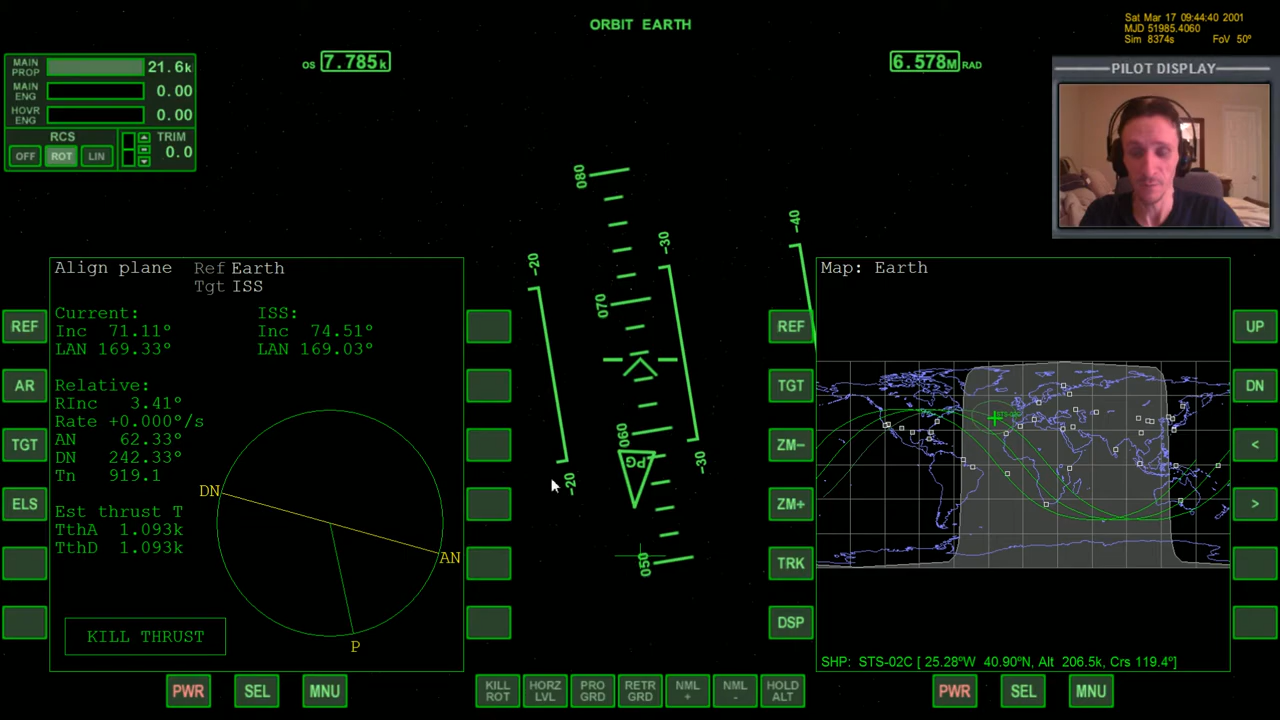 ORBIT EARTH
Sat Mar 17 09:44:40 2001
MJD 51985.4060
Sim 8374s FoV 50°
MAIN PROP 21.6k
MAIN ENG 0.00
HOVR ENG 0.00
RCS TRIM
OFF ROT LIN 0.0
OS 7.785k
6.578M RAD
PILOT DISPLAY
080
070
060
050
-20
-20
-30
-30
-40
PG
Align plane Ref Earth
Tgt ISS
Current: ISS:
Inc 71.11° Inc 74.51°
LAN 169.33° LAN 169.03°
Relative:
RInc 3.41°
Rate +0.000°/s
AN 62.33°
DN 242.33°
Tn 919.1
Est thrust T
TthA 1.093k
TthD 1.093k
KILL THRUST
DN
AN
P
REF
AR
TGT
ELS
PWR SEL MNU
KILL ROT
HORZ LVL
PRO GRD
RETR GRD
NML +
NML -
HOLD ALT
Map: Earth
REF
TGT
ZM-
ZM+
TRK
DSP
UP
DN
<
>
SHP: STS-02C [ 25.28°W 40.90°N, Alt 206.5k, Crs 119.4°]
PWR SEL MNU